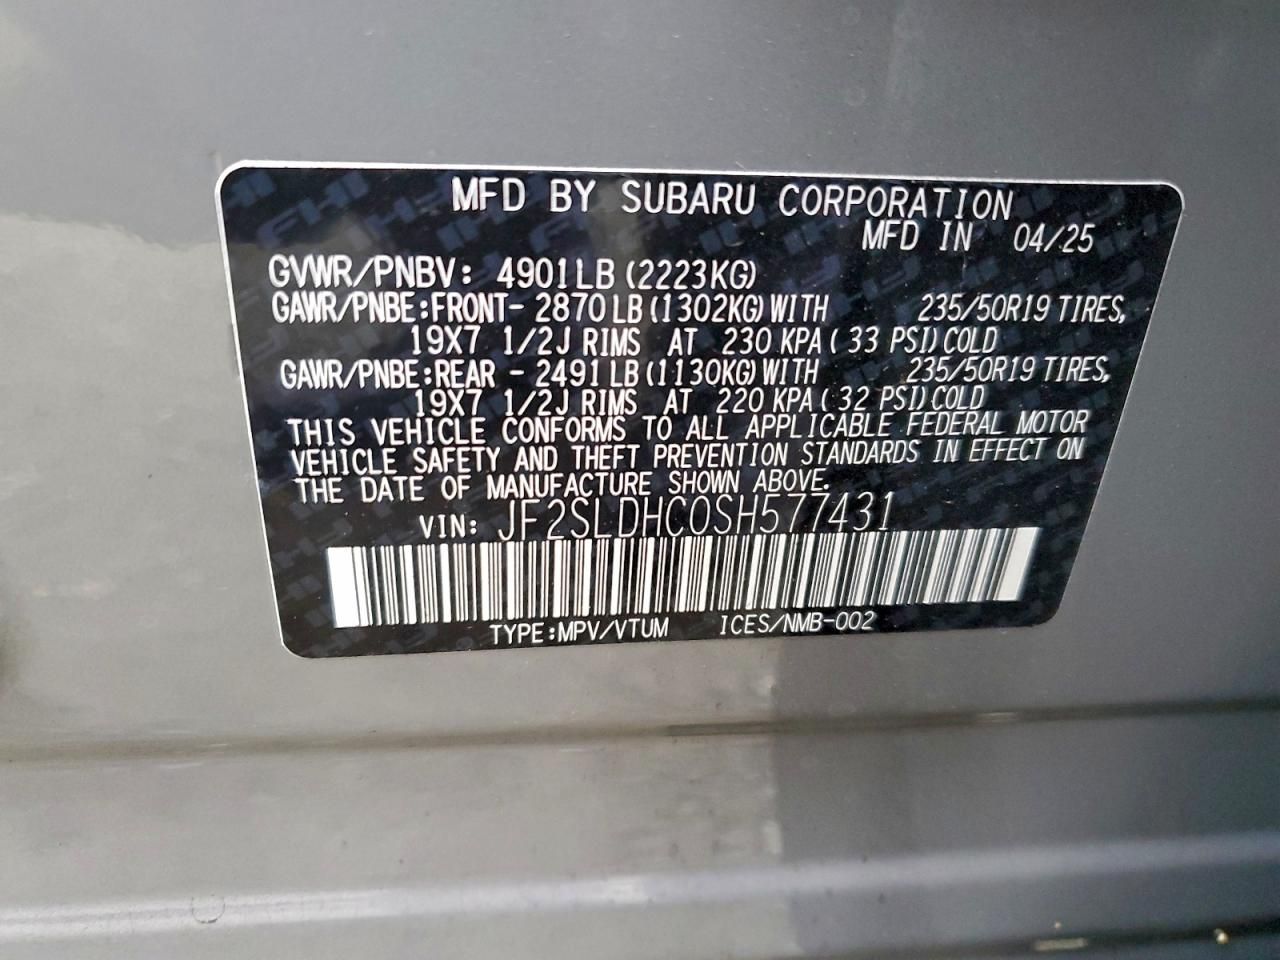 MFD BY SUBARU CORPORATION
MFD IN 04/25
GVWR/PNBV: 4901LB (2223KG)
GAWR/PNBE:FRONT- 2870 LB (1302KG) WITH 235/50R19 TIRES,
19X7 1/2J RIMS AT 230 KPA ( 33 PSI) COLD
GAWR/PNBE:REAR - 2491 LB (1130KG) WITH 235/50R19 TIRES,
19X7 1/2J RIMS AT 220 KPA ( 32 PSI) COLD
THIS VEHICLE CONFORMS TO ALL APPLICABLE FEDERAL MOTOR
VEHICLE SAFETY AND THEFT PREVENTION STANDARDS IN EFFECT ON
THE DATE OF MANUFACTURE SHOWN ABOVE.
VIN: JF2SLDHC0SH577431
TYPE:MPV/VTUM ICES/NMB-002